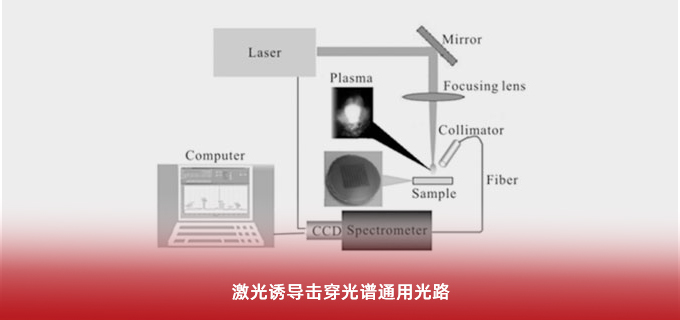 Laser
Mirror
Plasma
Focusing lens
Collimator
Computer
Sample
Fiber
CCD
Spectrometer
激光诱导击穿光谱通用光路